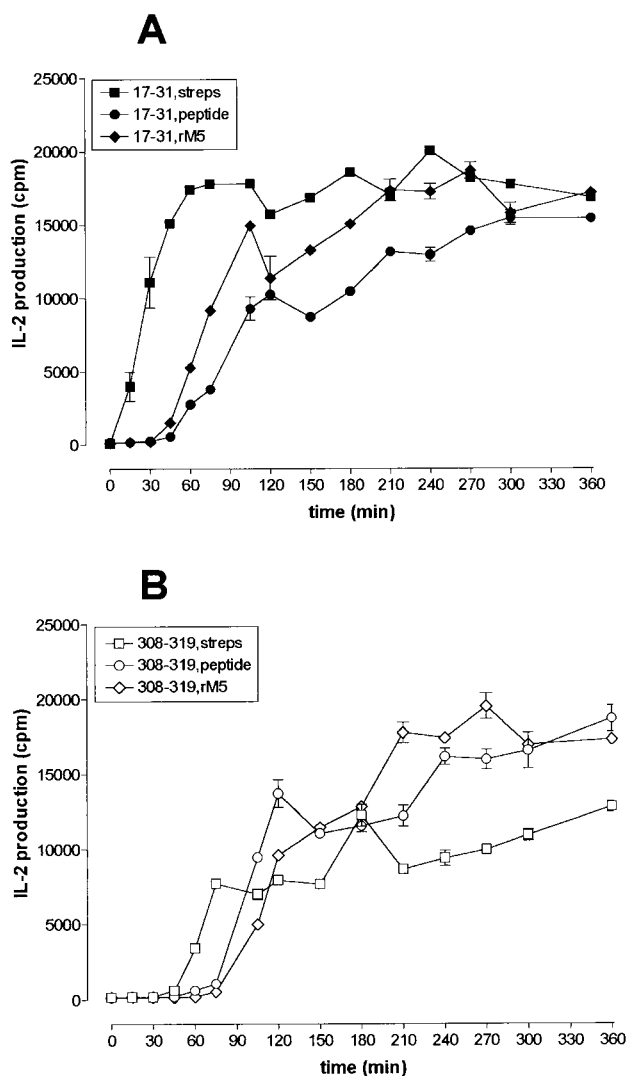 A
25000
20000
15000
10000
5000
0
IL-2 production (cpm)
17-31,streps
17-31,peptide
17-31,rM5
0 30 60 90 120 150 180 210 240 270 300 330 360
time (min)
B
25000
20000
15000
10000
5000
0
IL-2 production (cpm)
308-319,streps
308-319,peptide
308-319,rM5
0 30 60 90 120 150 180 210 240 270 300 330 360
time (min)